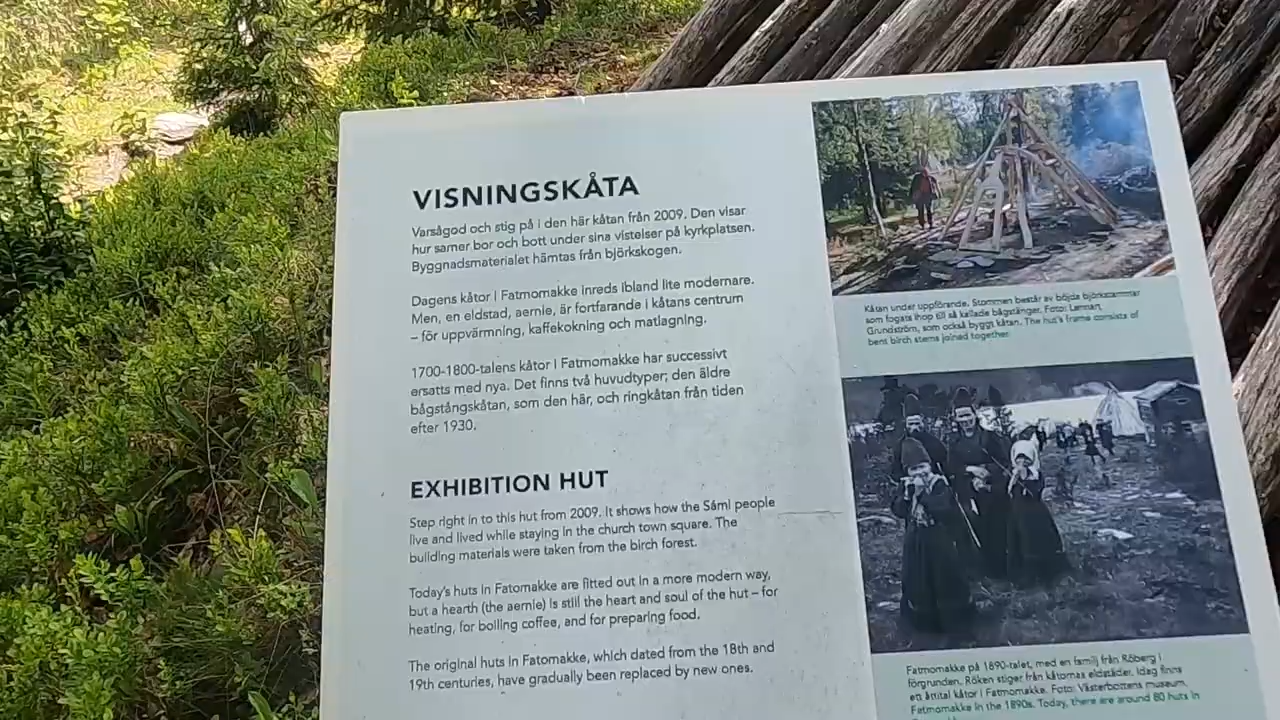 VISNINGSKÅTA
Varsågod och stig på i den här kåtan från 2009. Den visar
hur samer bor och bott under sina vistelser på kyrkplatsen.
Byggnadsmaterialet hämtas från björkskogen.
Dagens kåtor i Fatmomakke inreds ibland lite modernare.
Men, en eldstad, aernie, är fortfarande i kåtans centrum
– för uppvärmning, kaffekokning och matlagning.
1700-1800-talens kåtor i Fatmomakke har successivt
ersatts med nya. Det finns två huvudtyper; den äldre
bågstångskåtan, som den här, och ringkåtan från tiden
efter 1930.
EXHIBITION HUT
Step right in to this hut from 2009. It shows how the Sámi people
live and lived while staying in the church town square. The
building materials were taken from the birch forest.
Today's huts in Fatomakke are fitted out in a more modern way,
but a hearth (the aernie) is still the heart and soul of the hut – for
heating, for boiling coffee, and for preparing food.
The original huts in Fatomakke, which dated from the 18th and
19th centuries, have gradually been replaced by new ones.
Kåtan under uppförande. Stommen består av böjda björkstammar
som fogats ihop till så kallade bågstänger. Foto: Lennart
Grundström, som också byggt kåtan. The hut's frame consists of
bent birch stems joined together.
Fatmomakke på 1890-talet, med en familj från Råberg i
förgrunden. Röken stiger från kåtornas eldstäder. Idag finns
ett åttital kåtor i Fatmomakke. Foto: Västerbottens museum.
Fatmomakke in the 1890s. Today, there are around 80 huts in